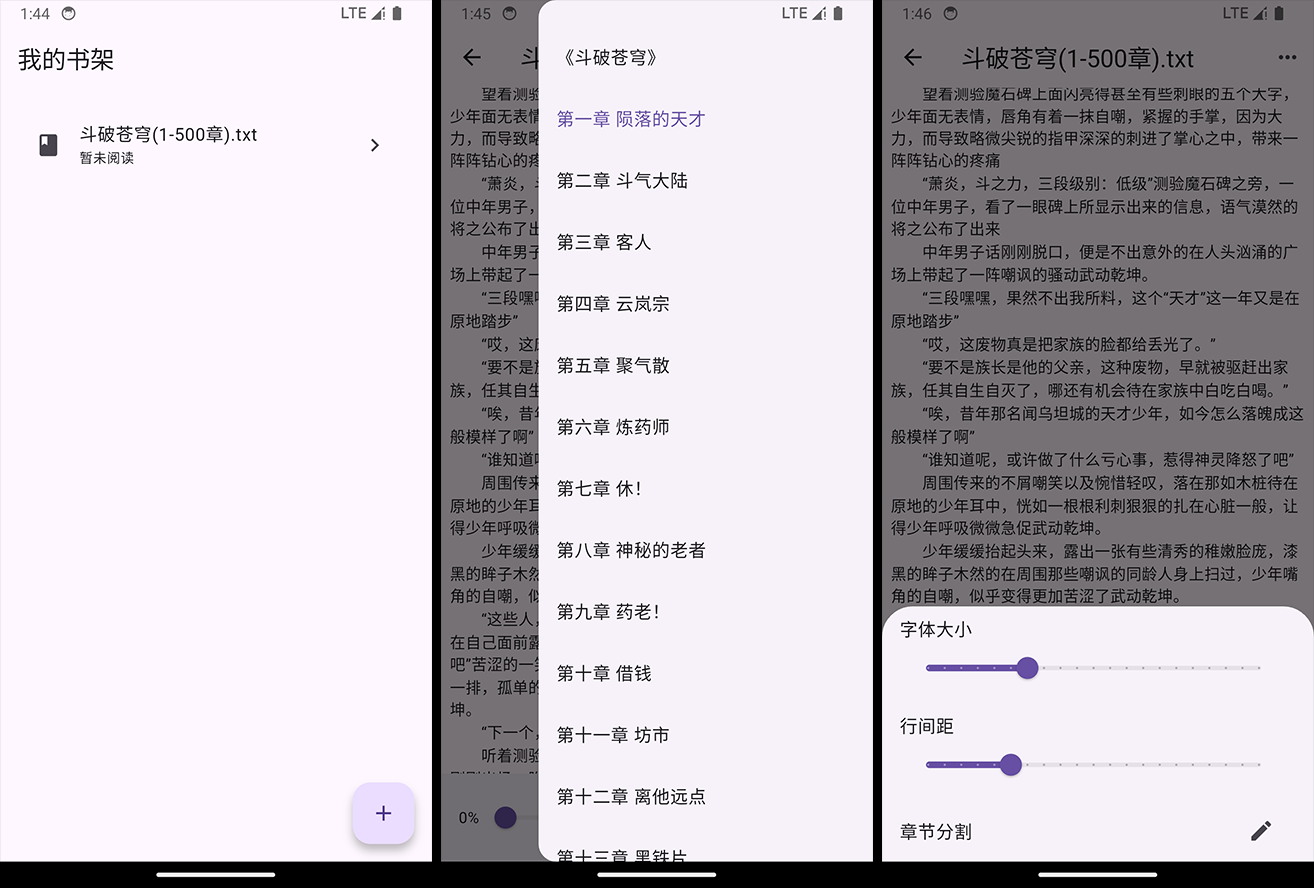 1:44
LTE
我的书架
斗破苍穹(1-500章).txt
暂未阅读
1:45
LTE
《斗破苍穹》
第一章 陨落的天才
第二章 斗气大陆
第三章 客人
第四章 云岚宗
第五章 聚气散
第六章 炼药师
第七章 休！
第八章 神秘的老者
第九章 药老！
第十章 借钱
第十一章 坊市
第十二章 离他远点
第十三章 黑铁片
望看测验
少年面无表
力，而导致略
阵阵钻心的疼
“萧炎，
位中年男子，
将之公布了出
中年男子
场上带起了一
“三段嘿
原地踏步”
“哎，这
“要不是
族，任其自生
“唉，昔年
般模样了啊”
“谁知道
周围传来
原地的少年耳
得少年呼吸微
少年缓缓
黑的眸子木然
角的自嘲，似
“这些人，
在自己面前露
吧”苦涩的一
一排，孤单的
坤。
“下一个，
听着测验
0%
1:46
LTE
斗破苍穹(1-500章).txt
望看测验魔石碑上面闪亮得甚至有些刺眼的五个大字，
少年面无表情，唇角有着一抹自嘲，紧握的手掌，因为大
力，而导致略微尖锐的指甲深深的刺进了掌心之中，带来一
阵阵钻心的疼痛
“萧炎，斗之力，三段级别：低级”测验魔石碑之旁，一
位中年男子，看了一眼碑上所显示出来的信息，语气漠然的
将之公布了出来
中年男子话刚刚脱口，便是不出意外的在人头汹涌的广
场上带起了一阵嘲讽的骚动武动乾坤。
“三段嘿嘿，果然不出我所料，这个“天才”这一年又是在
原地踏步”
“哎，这废物真是把家族的脸都给丢光了。”
“要不是族长是他的父亲，这种废物，早就被驱赶出家
族，任其自生自灭了，哪还有机会待在家族中白吃白喝。”
“唉，昔年那名闻乌坦城的天才少年，如今怎么落魄成这
般模样了啊”
“谁知道呢，或许做了什么亏心事，惹得神灵降怒了吧”
周围传来的不屑嘲笑以及惋惜轻叹，落在那如木桩待在
原地的少年耳中，恍如一根根利刺狠狠的扎在心脏一般，让
得少年呼吸微微急促武动乾坤。
少年缓缓抬起头来，露出一张有些清秀的稚嫩脸庞，漆
黑的眸子木然的在周围那些嘲讽的同龄人身上扫过，少年嘴
角的自嘲，似乎变得更加苦涩了武动乾坤。
字体大小
行间距
章节分割